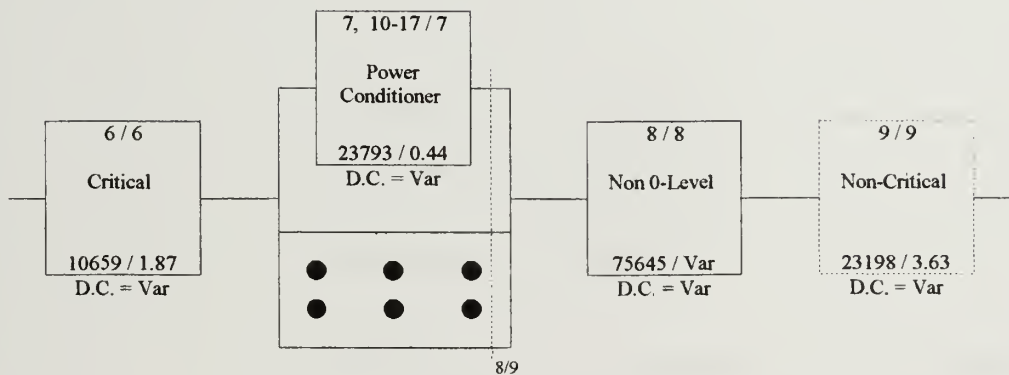 6 / 6
Critical
10659 / 1.87
D.C. = Var
7, 10-17 / 7
Power
Conditioner
23793 / 0.44
D.C. = Var
8/9
8 / 8
Non 0-Level
75645 / Var
D.C. = Var
9 / 9
Non-Critical
23198 / 3.63
D.C. = Var